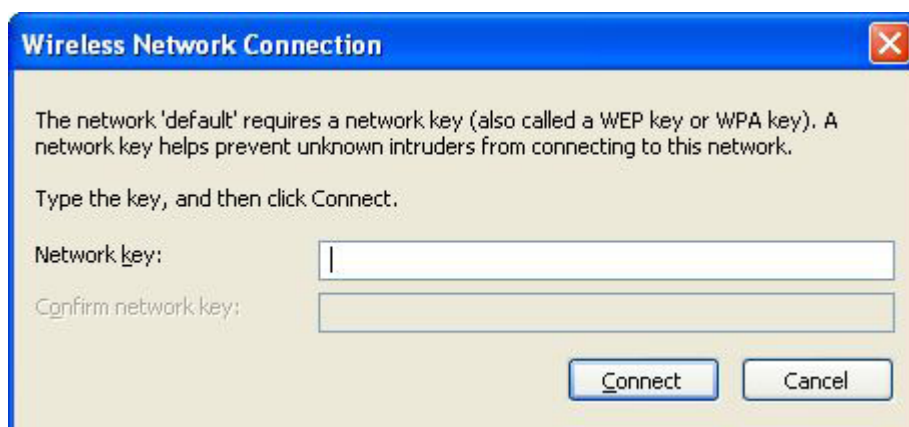 Wireless Network Connection
The network 'default' requires a network key (also called a WEP key or WPA key). A
network key helps prevent unknown intruders from connecting to this network.
Type the key, and then click Connect.
Network key:
Confirm network key:
Connect Cancel